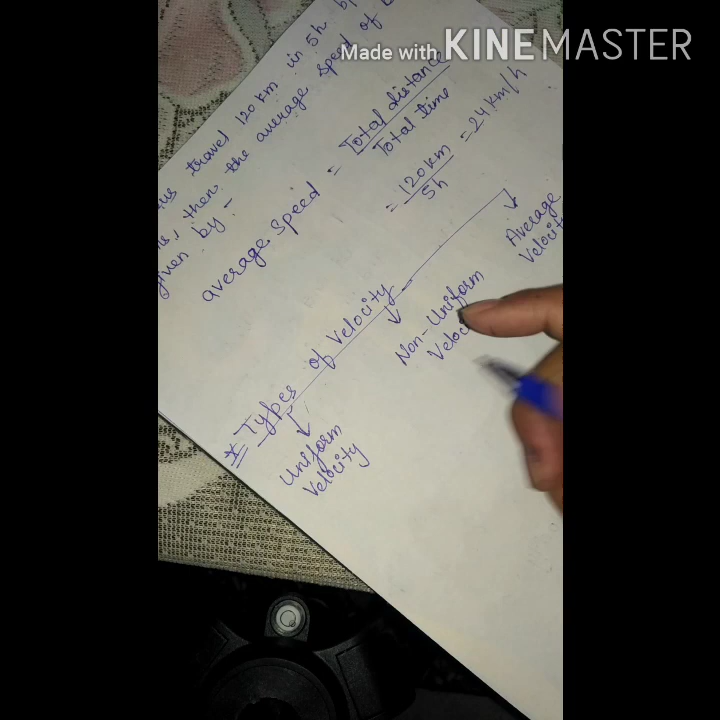 Made with KINEMASTER
travel 120 km in 5h
then the average speed of
given by -
average speed = Total distance
Total time
= 120 km = 24 km/h
5h
* Types of Velocity
Uniform
Velocity
Non-Uniform
Average
Velocity